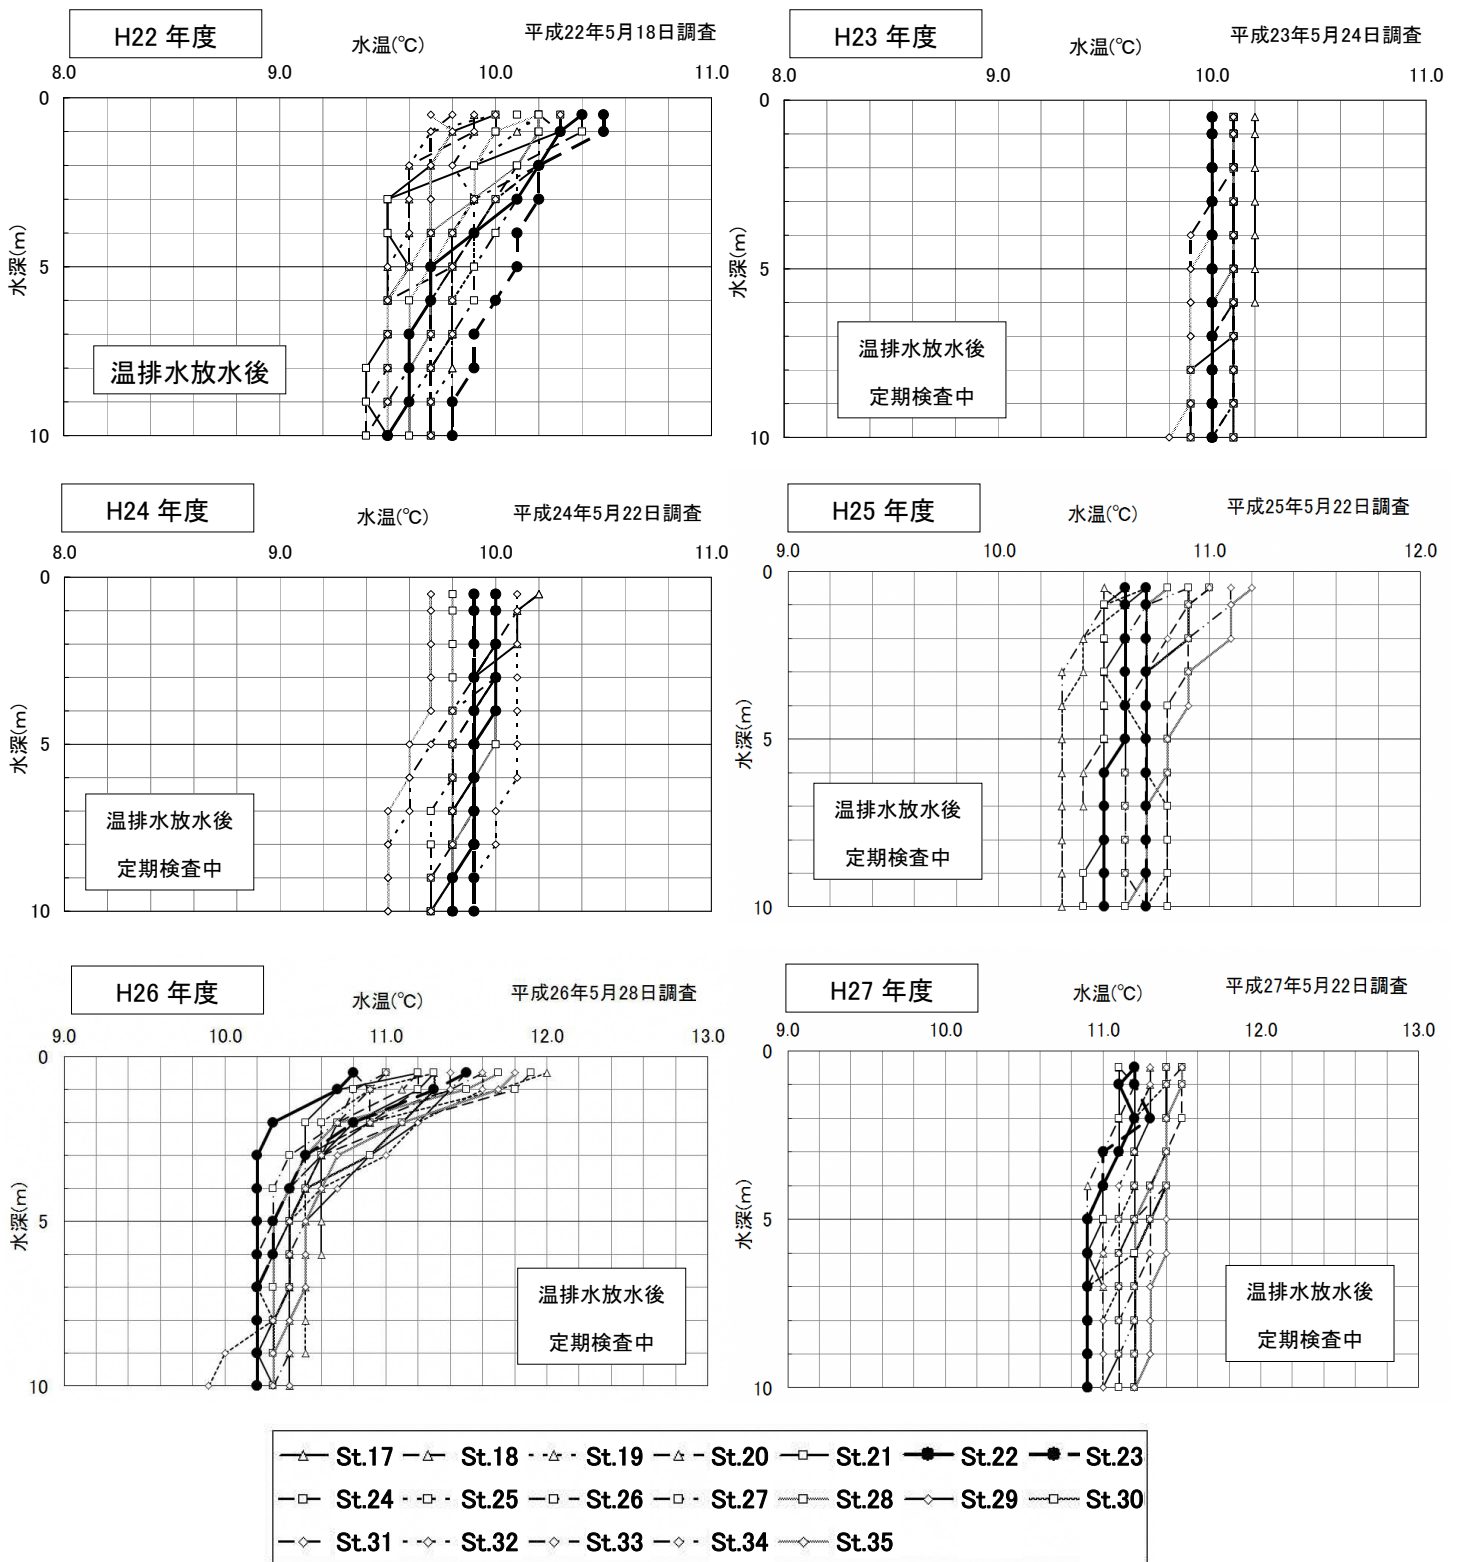 H22 年度
水温(℃)
平成22年5月18日調査
8.0 9.0 10.0 11.0
0
5
10
水深(m)
温排水放水後
H23 年度
水温(℃)
平成23年5月24日調査
8.0 9.0 10.0 11.0
0
5
10
水深(m)
温排水放水後
定期検査中
H24 年度
水温(℃)
平成24年5月22日調査
8.0 9.0 10.0 11.0
0
5
10
水深(m)
温排水放水後
定期検査中
H25 年度
水温(℃)
平成25年5月22日調査
9.0 10.0 11.0 12.0
0
5
10
水深(m)
温排水放水後
定期検査中
H26 年度
水温(℃)
平成26年5月28日調査
9.0 10.0 11.0 12.0 13.0
0
5
10
水深(m)
温排水放水後
定期検査中
H27 年度
水温(℃)
平成27年5月22日調査
9.0 10.0 11.0 12.0 13.0
0
5
10
水深(m)
温排水放水後
定期検査中
St.17 St.18 St.19 St.20 St.21 St.22 St.23
St.24 St.25 St.26 St.27 St.28 St.29 St.30
St.31 St.32 St.33 St.34 St.35